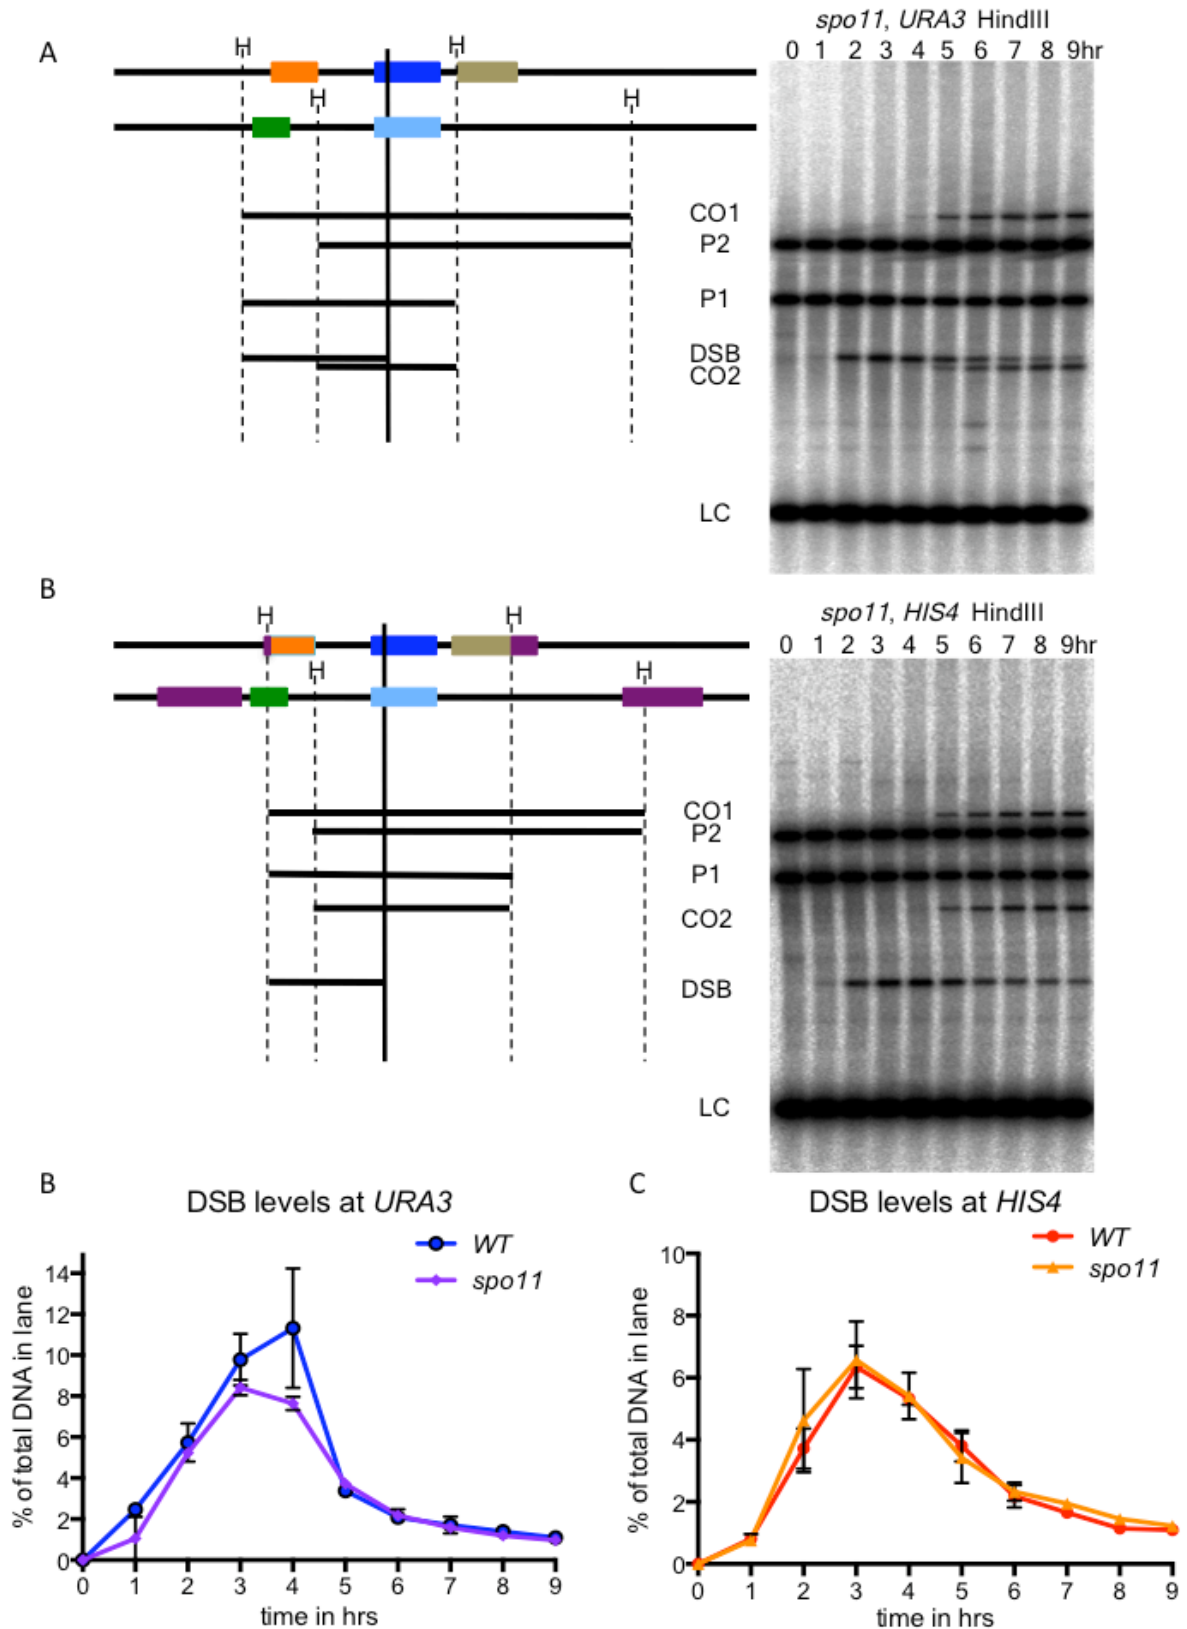 A
spo11, URA3 HindIII
0 1 2 3 4 5 6 7 8 9hr
H H
H H
CO1
P2
P1
DSB
CO2
LC
B
spo11, HIS4 HindIII
0 1 2 3 4 5 6 7 8 9hr
H H
H H
CO1
P2
P1
CO2
DSB
LC
B
DSB levels at URA3
WT
spo11
% of total DNA in lane
14
12
10
8
6
4
2
0
0 1 2 3 4 5 6 7 8 9
time in hrs
C
DSB levels at HIS4
WT
spo11
% of total DNA in lane
10
8
6
4
2
0
0 1 2 3 4 5 6 7 8 9
time in hrs